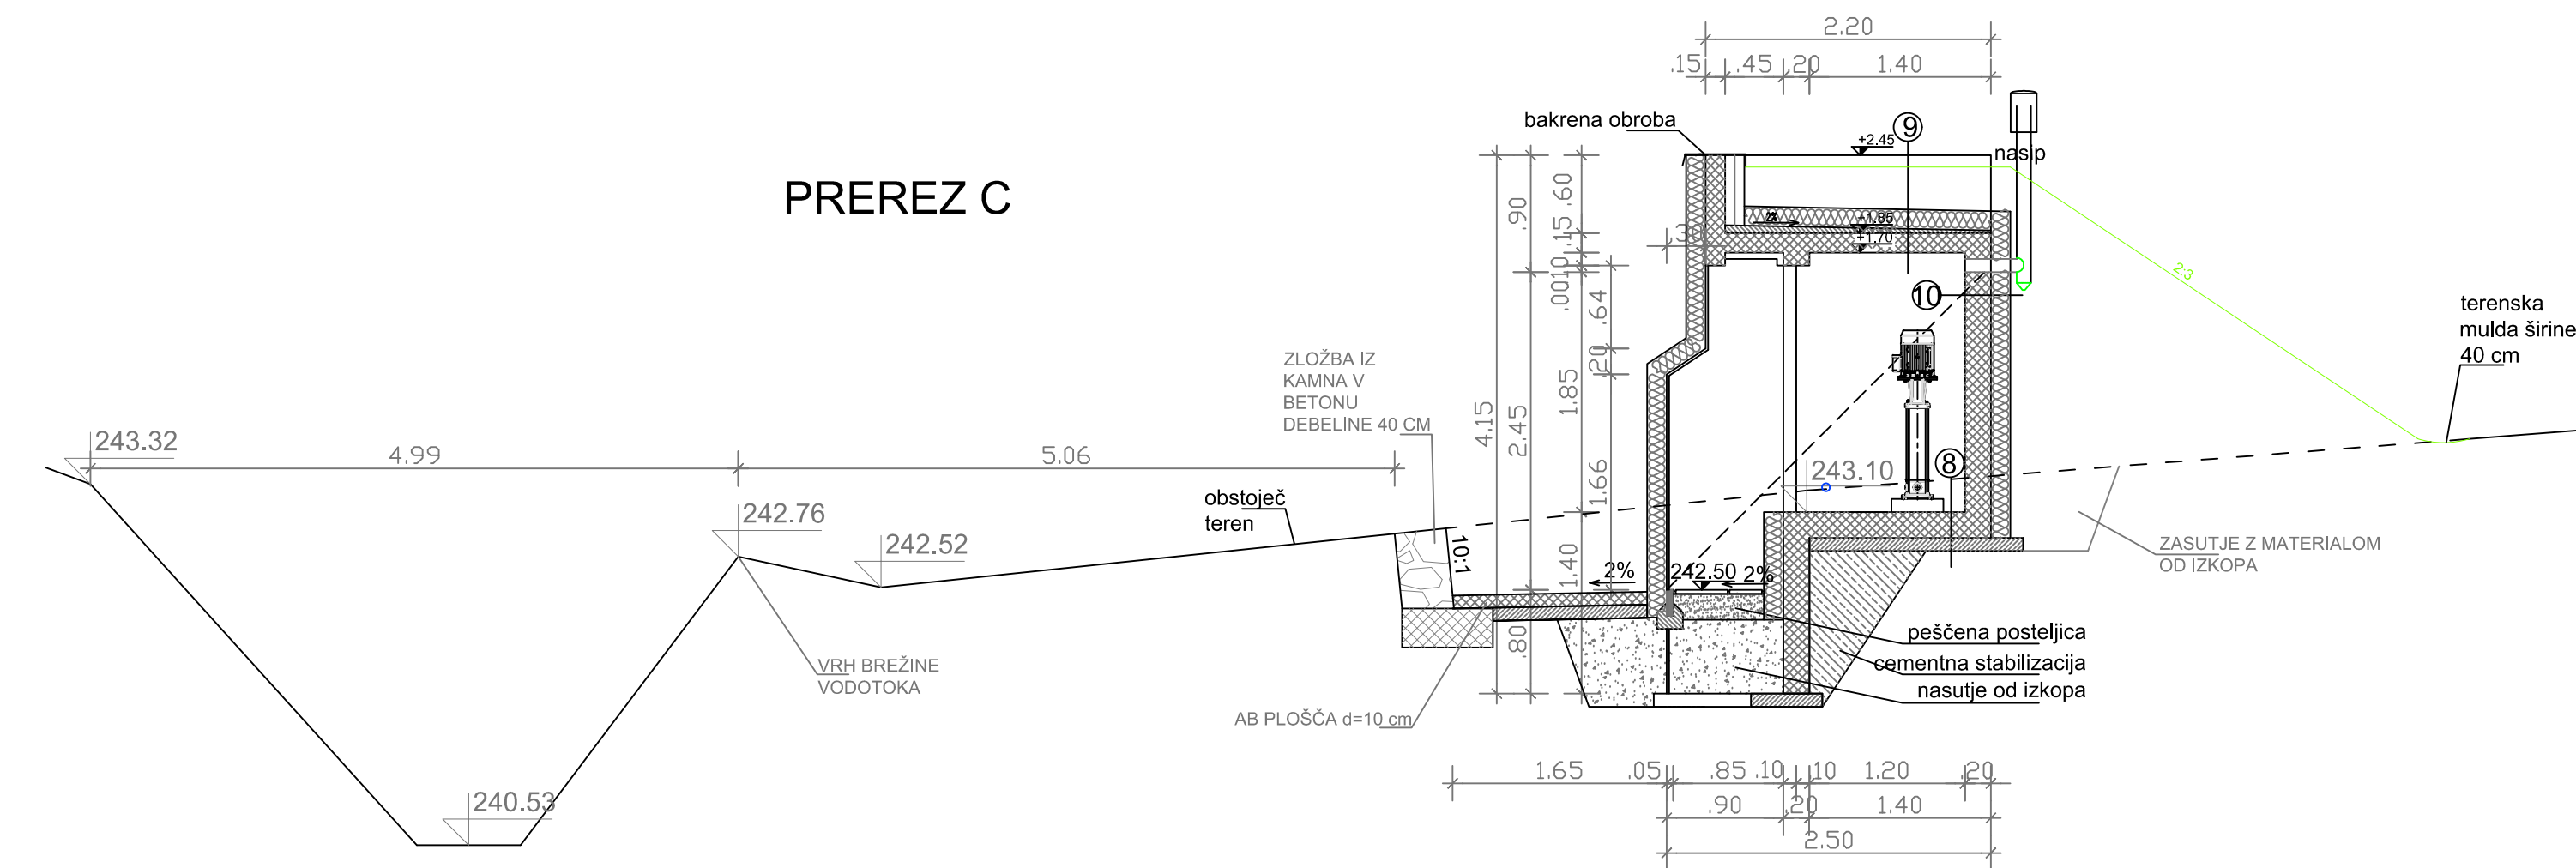 2.20
.15 .45 .20 1.40
bakrena obroba
9
+2.45
nasip
PREREZ C
.90
.60
.15
2%
+1.85
+1.70
.10
.00
.64
.20
10
2:3
terenska
mulda širine
40 cm
ZLOŽBA IZ
KAMNA V
BETONU
DEBELINE 40 CM
4.15
2.45
1.85
1.66
243.32
4.99
5.06
243.10
8
obstoječ
teren
242.76
242.52
10:1
1.40
2%
242.50
2%
ZASUTJE Z MATERIALOM
OD IZKOPA
.80
peščena posteljica
cementna stabilizacija
nasutje od izkopa
VRH BREŽINE
VODOTOKA
AB PLOŠČA d=10 cm
240.53
1.65 .05 .85 .10 .10 1.20 .20
.90 .20 1.40
2.50